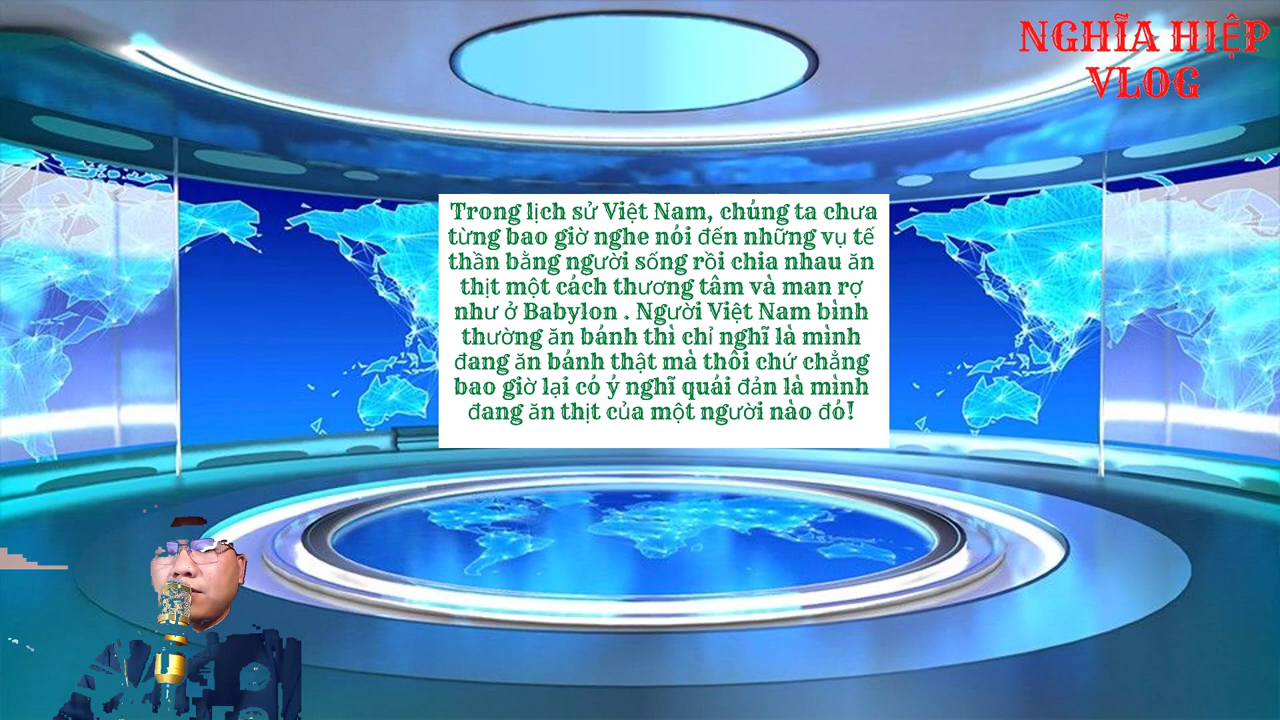 NGHĨA HIỆP
VLOG
Trong lịch sử Việt Nam, chúng ta chưa
từng bao giờ nghe nói đến những vụ tế
thần bằng người sống rồi chia nhau ăn
thịt một cách thương tâm và man rợ
như ở Babylon . Người Việt Nam bình
thường ăn bánh thì chỉ nghĩ là mình
đang ăn bánh thật mà thôi chứ chẳng
bao giờ lại có ý nghĩ quái đản là mình
đang ăn thịt của một người nào đó!